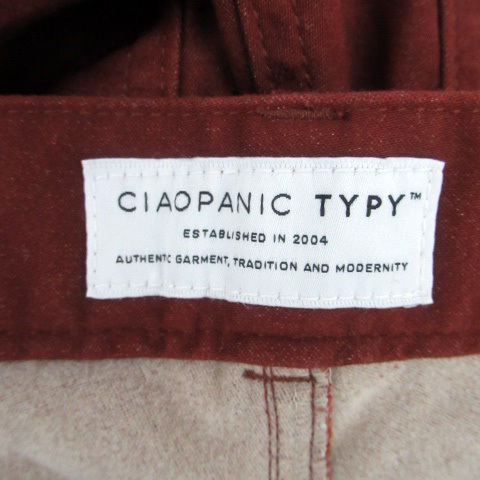 CIAOPANIC TYPY™
ESTABLISHED IN 2004
AUTHENTIC GARMENT, TRADITION AND MODERNITY